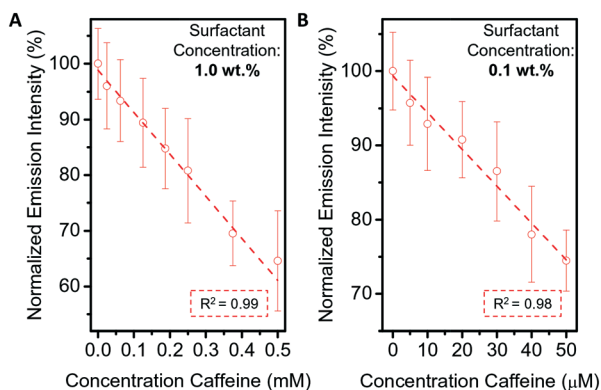 A
Surfactant
Concentration:
1.0 wt.%
Normalized Emission Intenisity (%)
100
90
80
70
60
R² = 0.99
0.0 0.1 0.2 0.3 0.4 0.5
Concentration Caffeine (mM)
B
Surfactant
Concentration:
0.1 wt.%
Normalized Emission Intenisity (%)
100
90
80
70
R² = 0.98
0 10 20 30 40 50
Concentration Caffeine (μM)